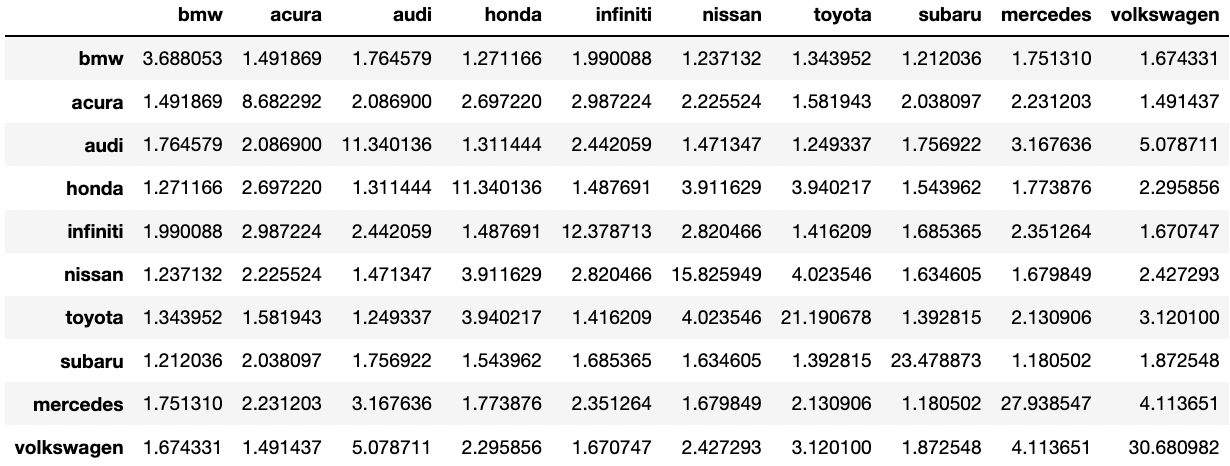 bmw acura audi honda infiniti nissan toyota subaru mercedes volkswagen
bmw 3.688053 1.491869 1.764579 1.271166 1.990088 1.237132 1.343952 1.212036 1.751310 1.674331
acura 1.491869 8.682292 2.086900 2.697220 2.987224 2.225524 1.581943 2.038097 2.231203 1.491437
audi 1.764579 2.086900 11.340136 1.311444 2.442059 1.471347 1.249337 1.756922 3.167636 5.078711
honda 1.271166 2.697220 1.311444 11.340136 1.487691 3.911629 3.940217 1.543962 1.773876 2.295856
infiniti 1.990088 2.987224 2.442059 1.487691 12.378713 2.820466 1.416209 1.685365 2.351264 1.670747
nissan 1.237132 2.225524 1.471347 3.911629 2.820466 15.825949 4.023546 1.634605 1.679849 2.427293
toyota 1.343952 1.581943 1.249337 3.940217 1.416209 4.023546 21.190678 1.392815 2.130906 3.120100
subaru 1.212036 2.038097 1.756922 1.543962 1.685365 1.634605 1.392815 23.478873 1.180502 1.872548
mercedes 1.751310 2.231203 3.167636 1.773876 2.351264 1.679849 2.130906 1.180502 27.938547 4.113651
volkswagen 1.674331 1.491437 5.078711 2.295856 1.670747 2.427293 3.120100 1.872548 4.113651 30.680982